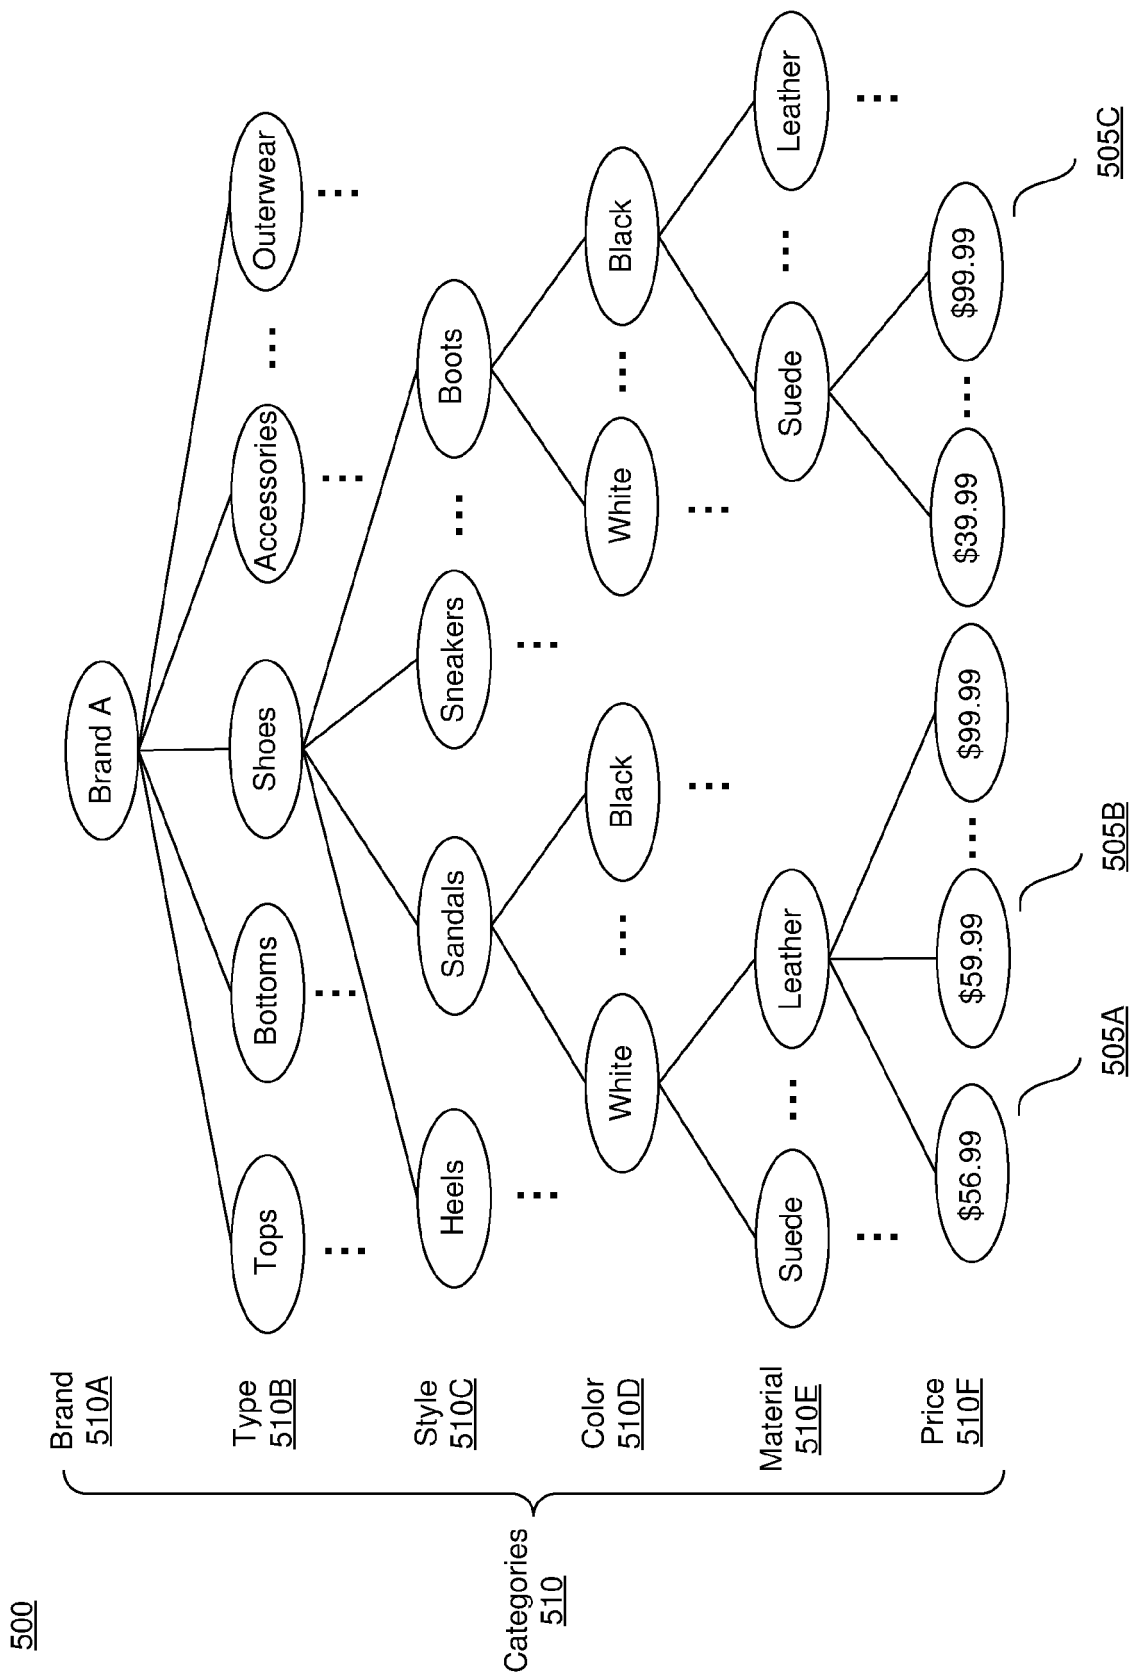 500
Categories
510
Brand
510A
Brand A
Type
510B
Tops
Bottoms
Shoes
Accessories
...
Outerwear
...
...
...
...
Style
510C
Heels
Sandals
Sneakers
...
Boots
...
...
Color
510D
White
...
Black
White
...
Black
...
...
Material
510E
Suede
...
Leather
Suede
...
Leather
...
...
Price
510F
$56.99
$59.99
...
$99.99
$39.99
...
$99.99
505A
505B
505C